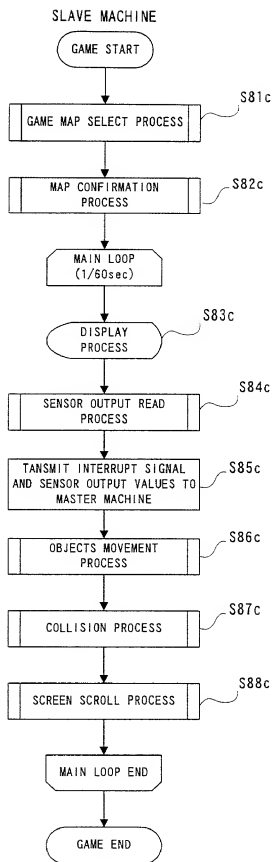 SLAVE MACHINE
GAME START
S81c
GAME MAP SELECT PROCESS
S82c
MAP CONFIRMATION
PROCESS
MAIN LOOP
(1/60sec)
S83c
DISPLAY
PROCESS
S84c
SENSOR OUTPUT READ
PROCESS
S85c
TANSMIT INTERRUPT SIGNAL
AND SENSOR OUTPUT VALUES TO
MASTER MACHINE
S86c
OBJECTS MOVEMENT
PROCESS
S87c
COLLISION PROCESS
S88c
SCREEN SCROLL PROCESS
MAIN LOOP END
GAME END